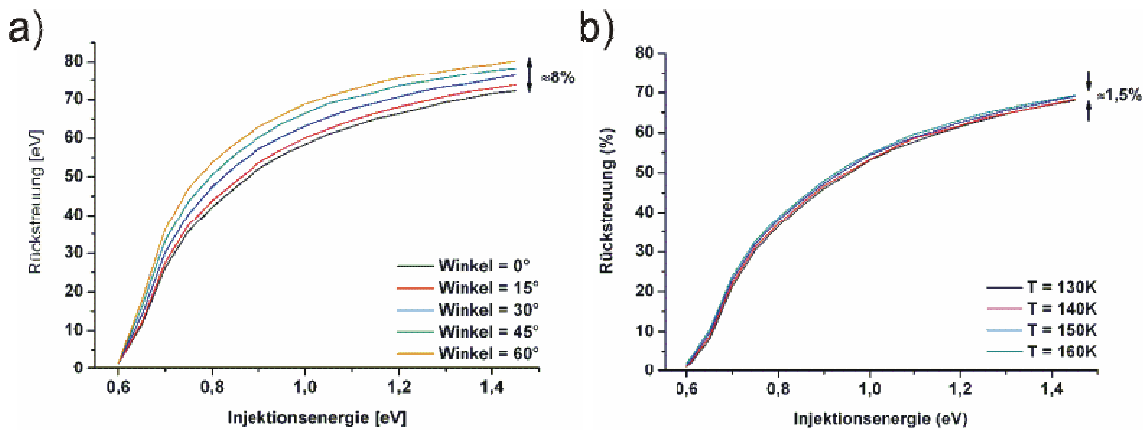 a)
80
70
60
50
40
30
20
10
0
Rückstreuung [eV]
≈8%
Winkel = 0°
Winkel = 15°
Winkel = 30°
Winkel = 45°
Winkel = 60°
0,6 0,8 1,0 1,2 1,4
Injektionsenergie [eV]
b)
80
70
60
50
40
30
20
10
0
Rückstreuung (%)
≈1,5%
T = 130K
T = 140K
T = 150K
T = 160K
0,6 0,8 1,0 1,2 1,4
Injektionsenergie (eV)